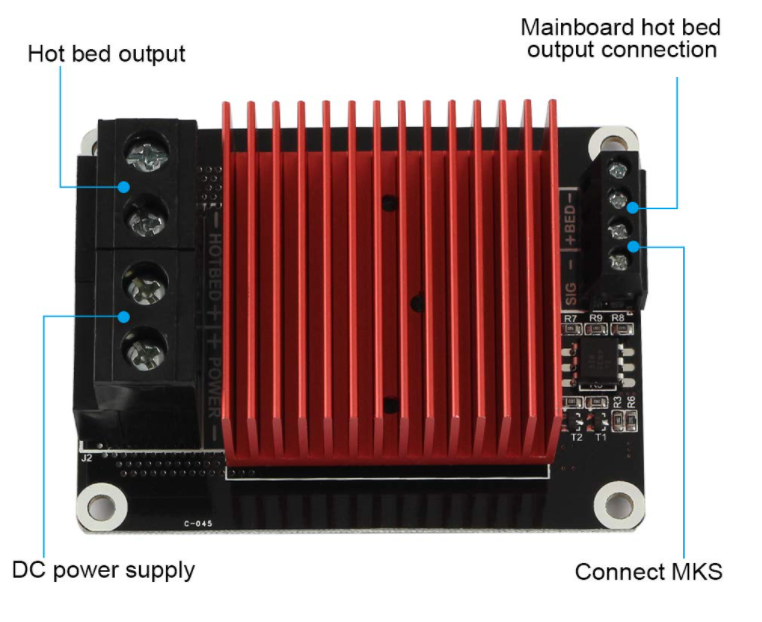 Mainboard hot bed
output connection
Hot bed output
− HOTBED +
+ POWER −
+BED−
SIG −
R7 R9 R8
R5
R3 R6
T2 T1
J2
C-045
DC power supply
Connect MKS